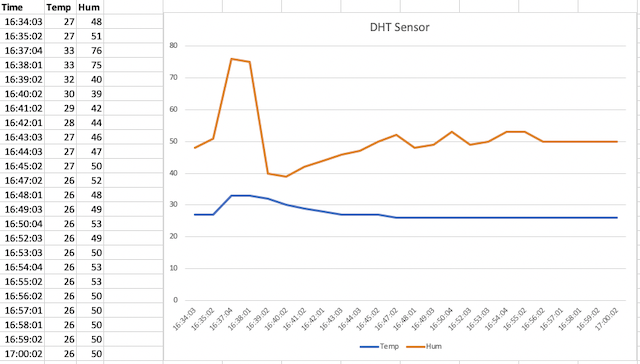 Time Temp Hum
16:34:03 27 48
16:35:02 27 51
16:37:04 33 76
16:38:01 33 75
16:39:02 32 40
16:40:02 30 39
16:41:02 29 42
16:42:01 28 44
16:43:03 27 46
16:44:03 27 47
16:45:02 27 50
16:47:02 26 52
16:48:01 26 48
16:49:03 26 49
16:50:04 26 53
16:52:03 26 49
16:53:03 26 50
16:54:04 26 53
16:55:02 26 53
16:56:02 26 50
16:57:01 26 50
16:58:01 26 50
16:59:02 26 50
17:00:02 26 50
DHT Sensor
80
70
60
50
40
30
20
10
0
16:34:03
16:35:02
16:37:04
16:38:01
16:39:02
16:40:02
16:41:02
16:42:01
16:43:03
16:44:03
16:45:02
16:47:02
16:48:01
16:49:03
16:50:04
16:52:03
16:53:03
16:54:04
16:55:02
16:56:02
16:57:01
16:58:01
16:59:02
17:00:02
Temp Hum